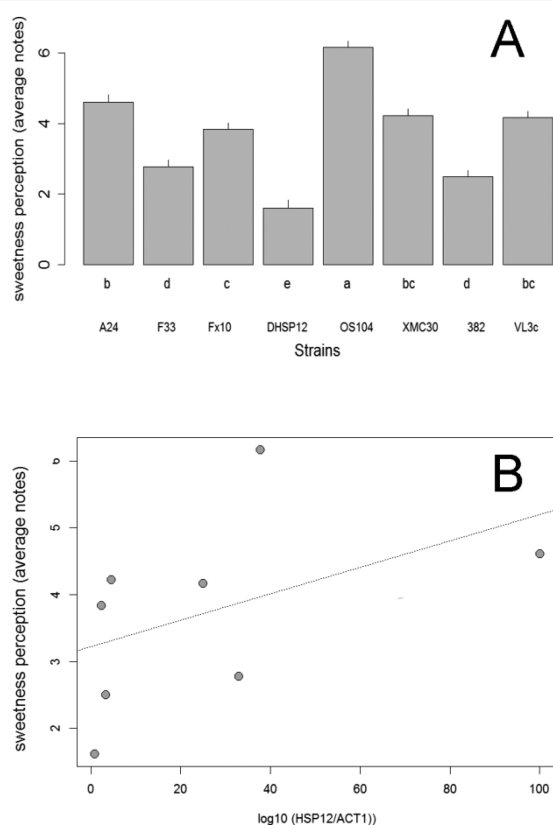 A
sweetness perception (average notes)
6
4
2
0
b d c e a bc d bc
A24 F33 Fx10 DHSP12 OS104 XMC30 382 VL3c
Strains
B
sweetness perception (average notes)
6
5
4
3
2
0 20 40 60 80 100
log10 (HSP12/ACT1))